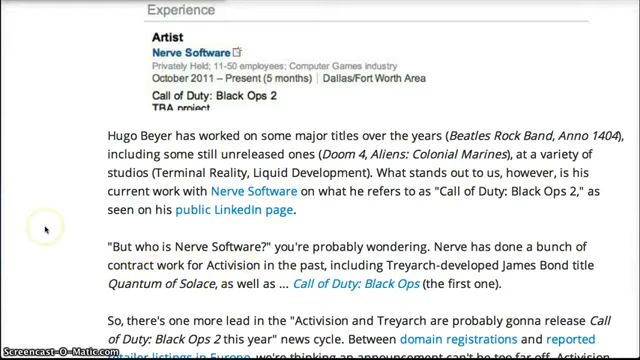 Experience
Artist
Nerve Software
Privately Held; 11-50 employees; Computer Games industry
October 2011 – Present (5 months) | Dallas/Fort Worth Area
Call of Duty: Black Ops 2
TBA project
Hugo Beyer has worked on some major titles over the years (Beatles Rock Band, Anno 1404),
including some still unreleased ones (Doom 4, Aliens: Colonial Marines), at a variety of
studios (Terminal Reality, Liquid Development). What stands out to us, however, is his
current work with Nerve Software on what he refers to as "Call of Duty: Black Ops 2," as
seen on his public LinkedIn page.
"But who is Nerve Software?" you're probably wondering. Nerve has done a bunch of
contract work for Activision in the past, including Treyarch-developed James Bond title
Quantum of Solace, as well as ... Call of Duty: Black Ops (the first one).
So, there's one more lead in the "Activision and Treyarch are probably gonna release Call
of Duty: Black Ops 2 this year" news cycle. Between domain registrations and reported
retailer listings in Europe, we're thinking an announcement can't be too far off. Activision
Screencast-O-Matic.com